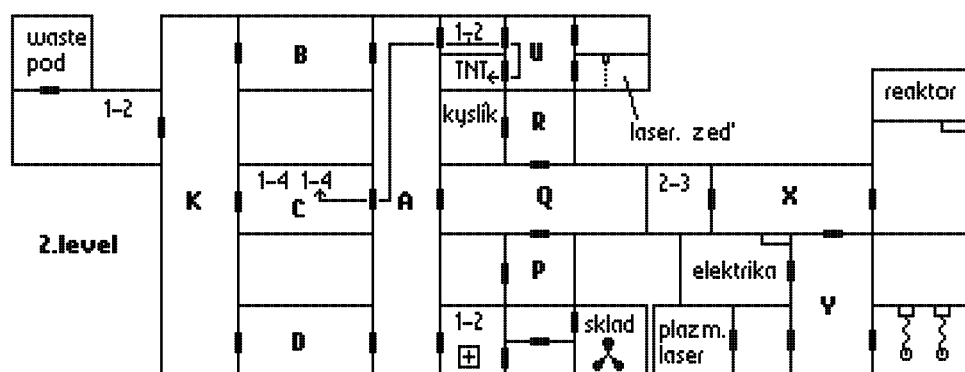 waste
pod
1-2
B
1-2
U
TNT
kyslík
R
laser. zeď
reaktor
K
1-4 1-4
C
A
Q
2-3
X
2.level
P
elektrika
Y
D
1-2
sklad
plazm.
laser